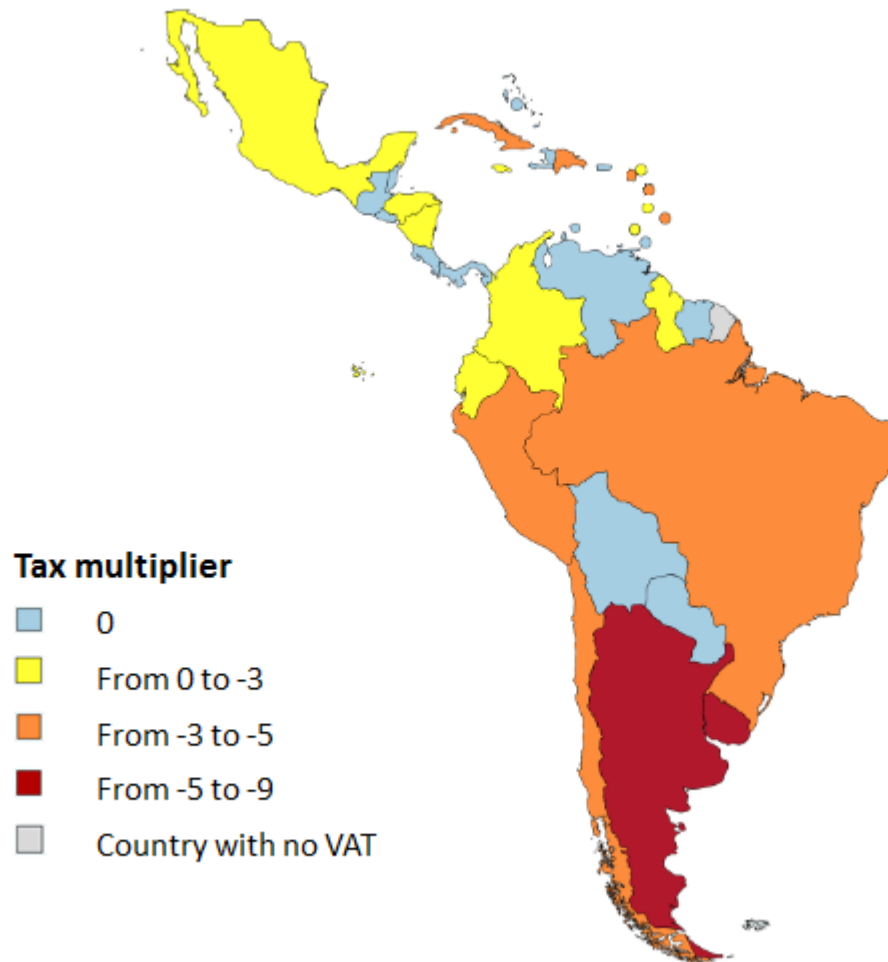 Tax multiplier
0
From 0 to -3
From -3 to -5
From -5 to -9
Country with no VAT